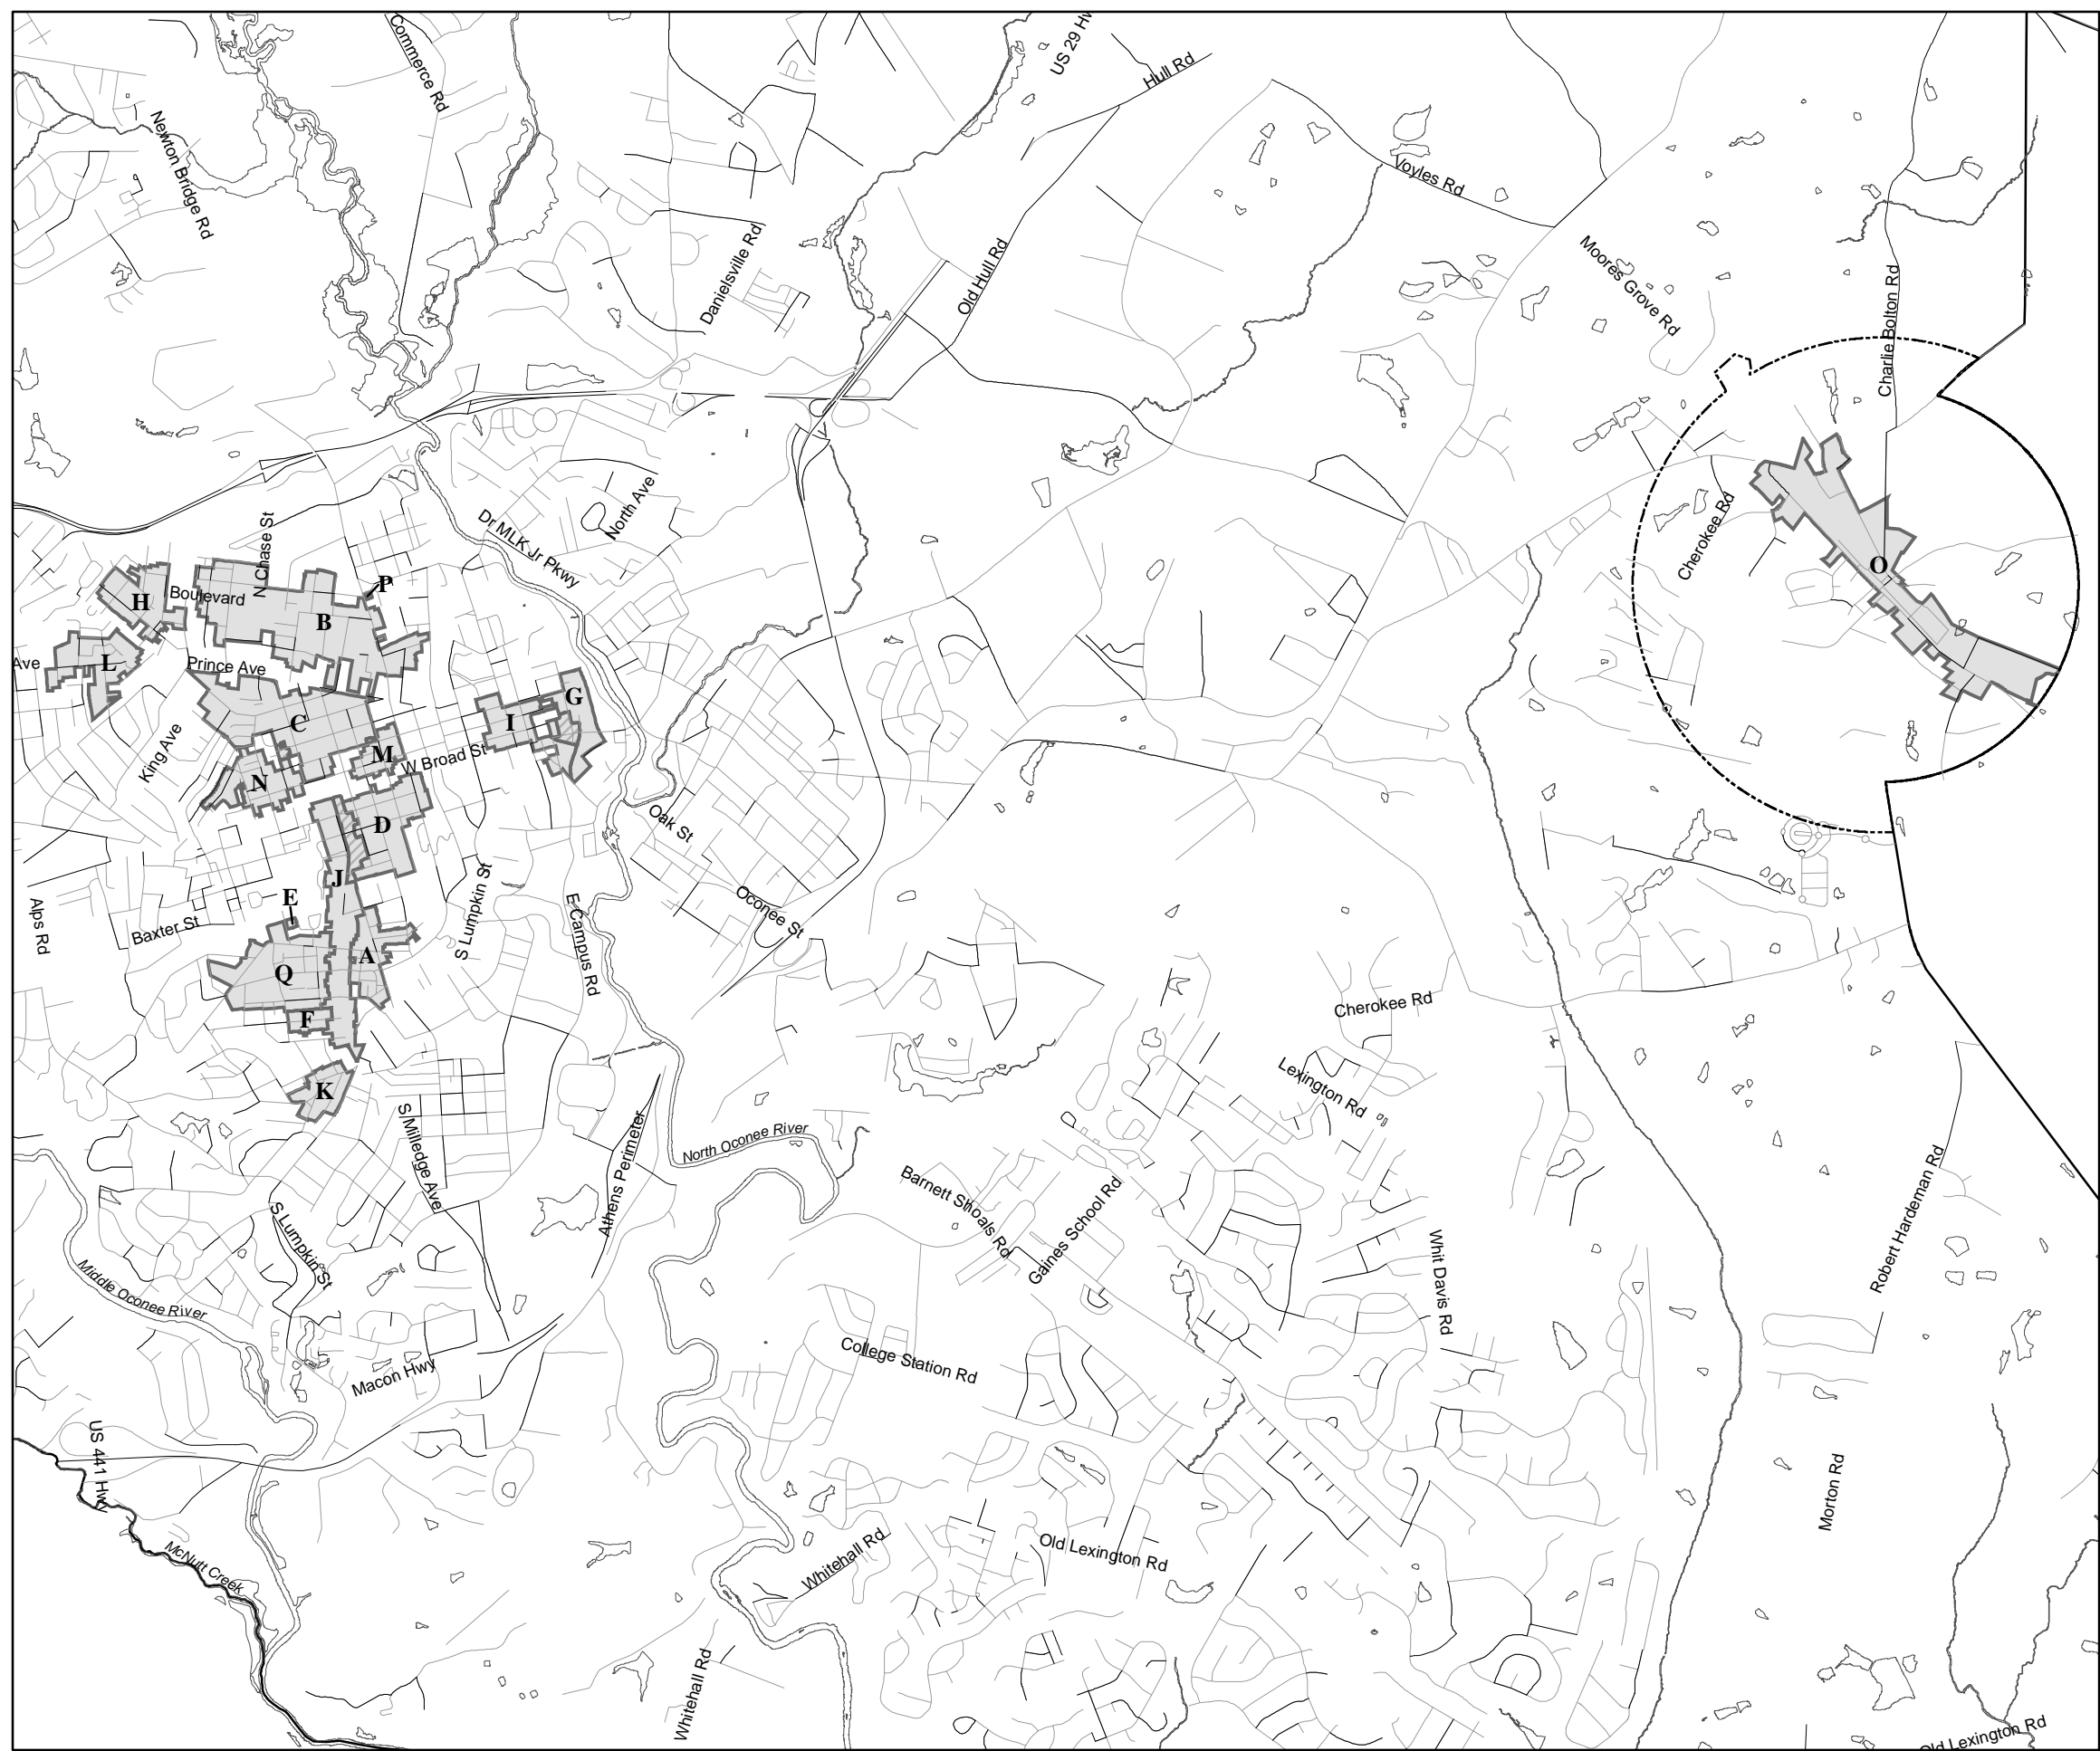 Commerce Rd
US 29 Hw
Hull Rd
Newton Bridge Rd
Voyles Rd
Danielsville Rd
Old Hull Rd
Moores Grove Rd
Charlie Bolton Rd
North Ave
Dr MLK Jr Pkwy
N Chase St
Cherokee Rd
P
O
H
Boulevard
B
Ave
L
Prince Ave
G
C
I
King Ave
M
W Broad St
N
D
Oak St
J
E
Alps Rd
Baxter St
S Lumpkin St
E Campus Rd
Oconee St
A
Q
F
Cherokee Rd
K
Lexington Rd
S Milledge Ave
Athens Perimeter
North Oconee River
Barnett Shoals Rd
Gaines School Rd
Robert Hardeman Rd
S Lumpkin St
Middle Oconee River
Whit Davis Rd
College Station Rd
Macon Hwy
US 441 Hwy
Morton Rd
McNutt Creek
Whitehall Rd
Old Lexington Rd
Whitehall Rd
Old Lexington Rd